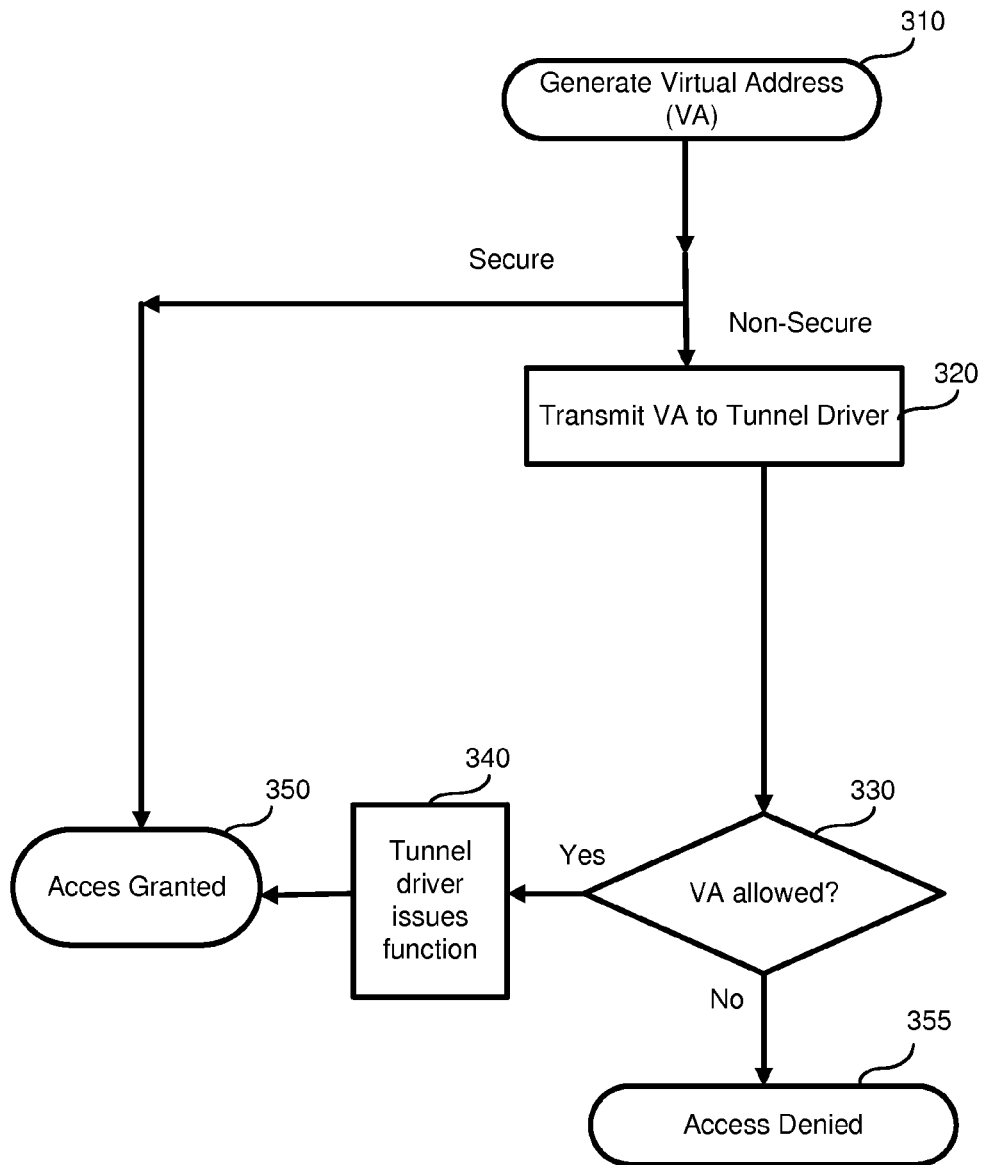 310
Generate Virtual Address
(VA)
Secure
Non-Secure
320
Transmit VA to Tunnel Driver
340
350
330
Tunnel
driver
issues
function
Yes
Acces Granted
VA allowed?
No
355
Access Denied